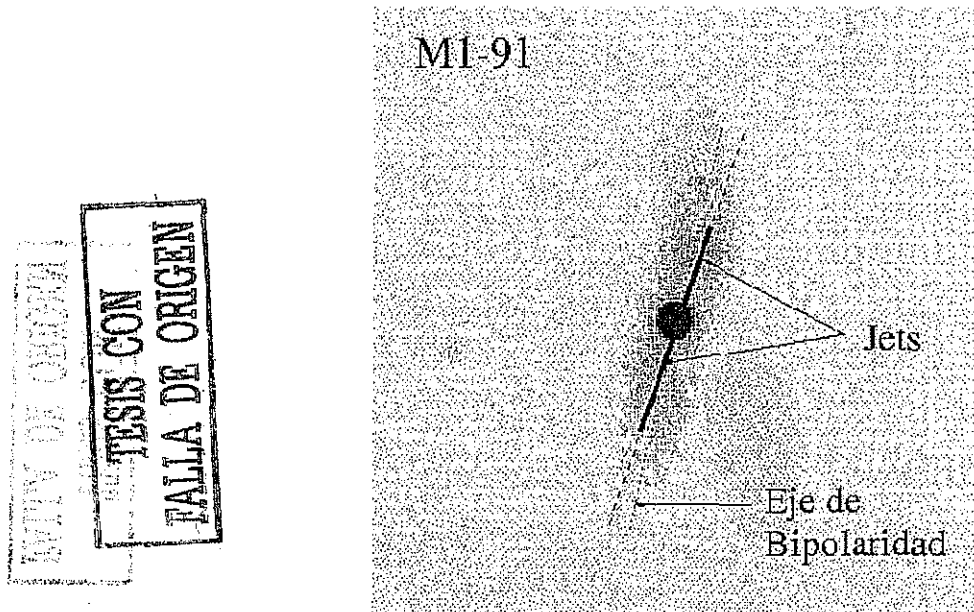 M1-91
Jets
Eje de
Bipolaridad
TESIS CON
FALLA DE ORIGEN